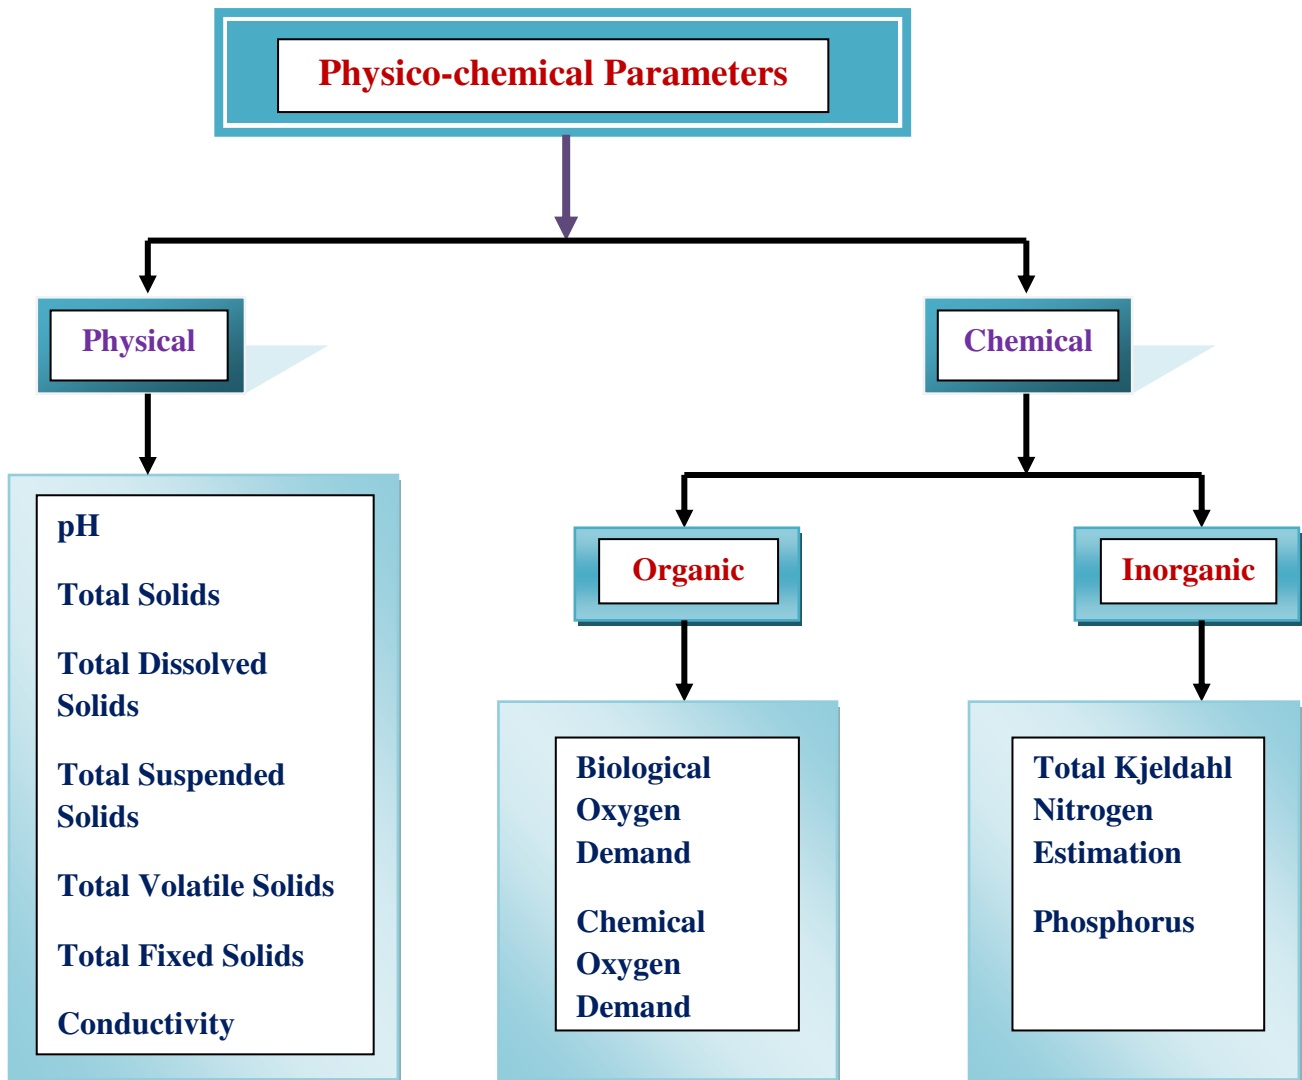 Physico-chemical Parameters
Physical
Chemical
pH
Total Solids
Total Dissolved
Solids
Total Suspended
Solids
Total Volatile Solids
Total Fixed Solids
Conductivity
Organic
Inorganic
Biological
Oxygen
Demand
Chemical
Oxygen
Demand
Total Kjeldahl
Nitrogen
Estimation
Phosphorus